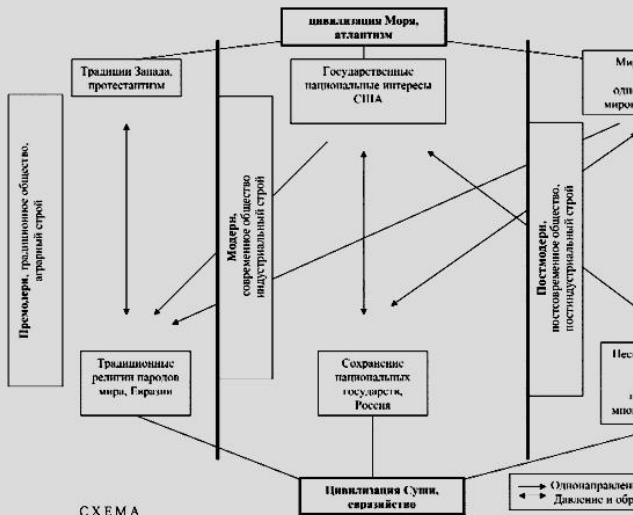 цивилизация Моря,
атлантизм
Традиции Запада,
протестантизм
Государственные
национальные интересы
США
Премодерн, традиционное общество,
аграрный строй
Модерн,
современное общество
индустриальный строй
Постмодерн,
постсовременное общество,
постиндустриальный строй
Традиционные
религии народов
мира, Евразии
Сохранение
национальных
государств,
Россия
Цивилизация Суши,
евразийство
Давление и обр
СХЕМА